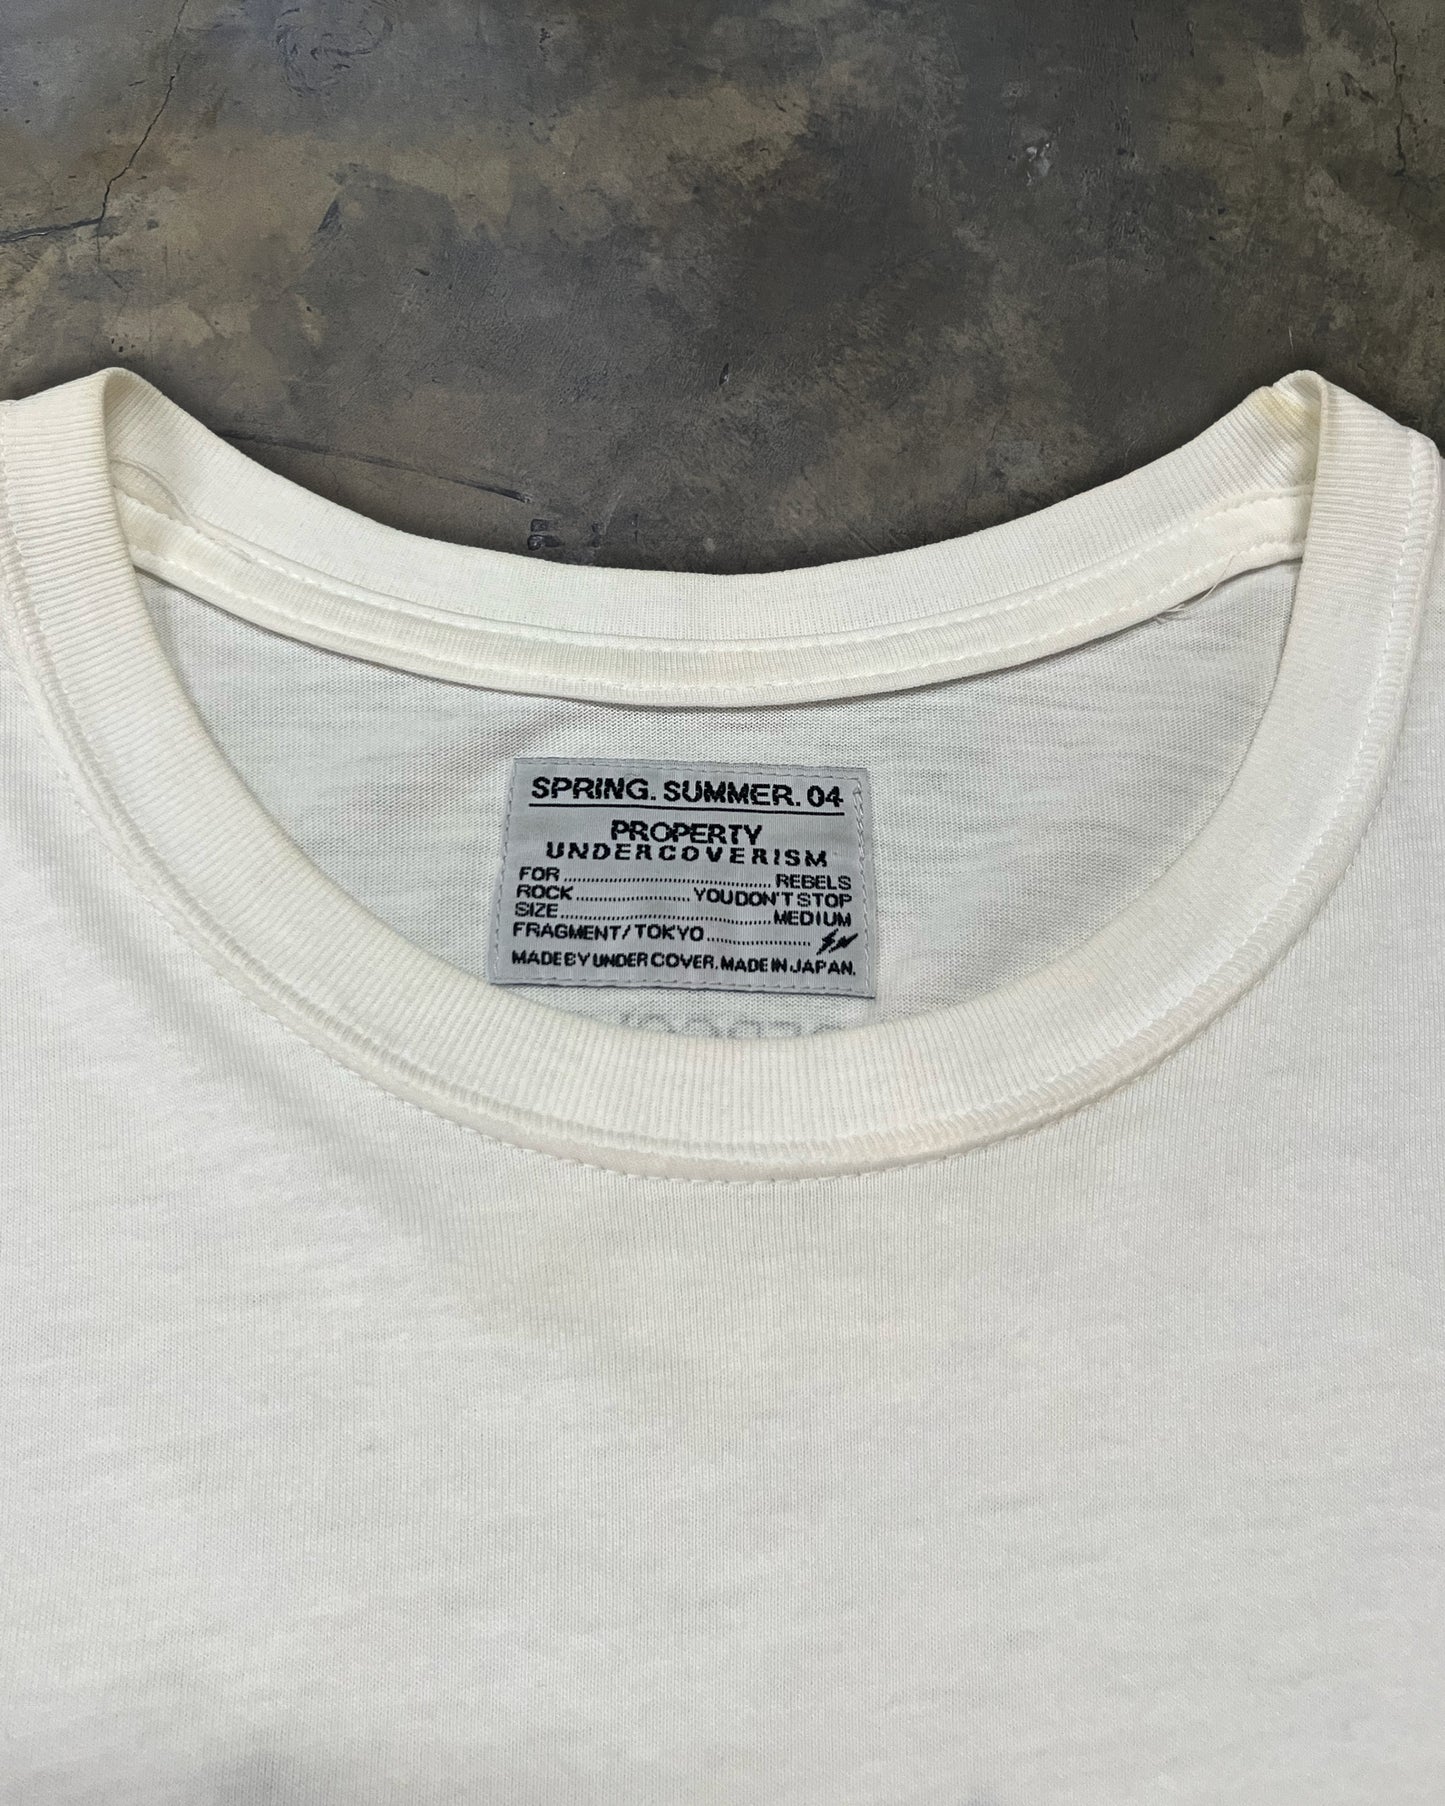 SPRING. SUMMER. 04
PROPERTY
UNDERCOVERISM
FOR.......................................REBELS
ROCK......................YOU DON'T STOP
SIZE.......................................MEDIUM
FRAGMENT/TOKYO...................
MADE BY UNDER COVER. MADE IN JAPAN.